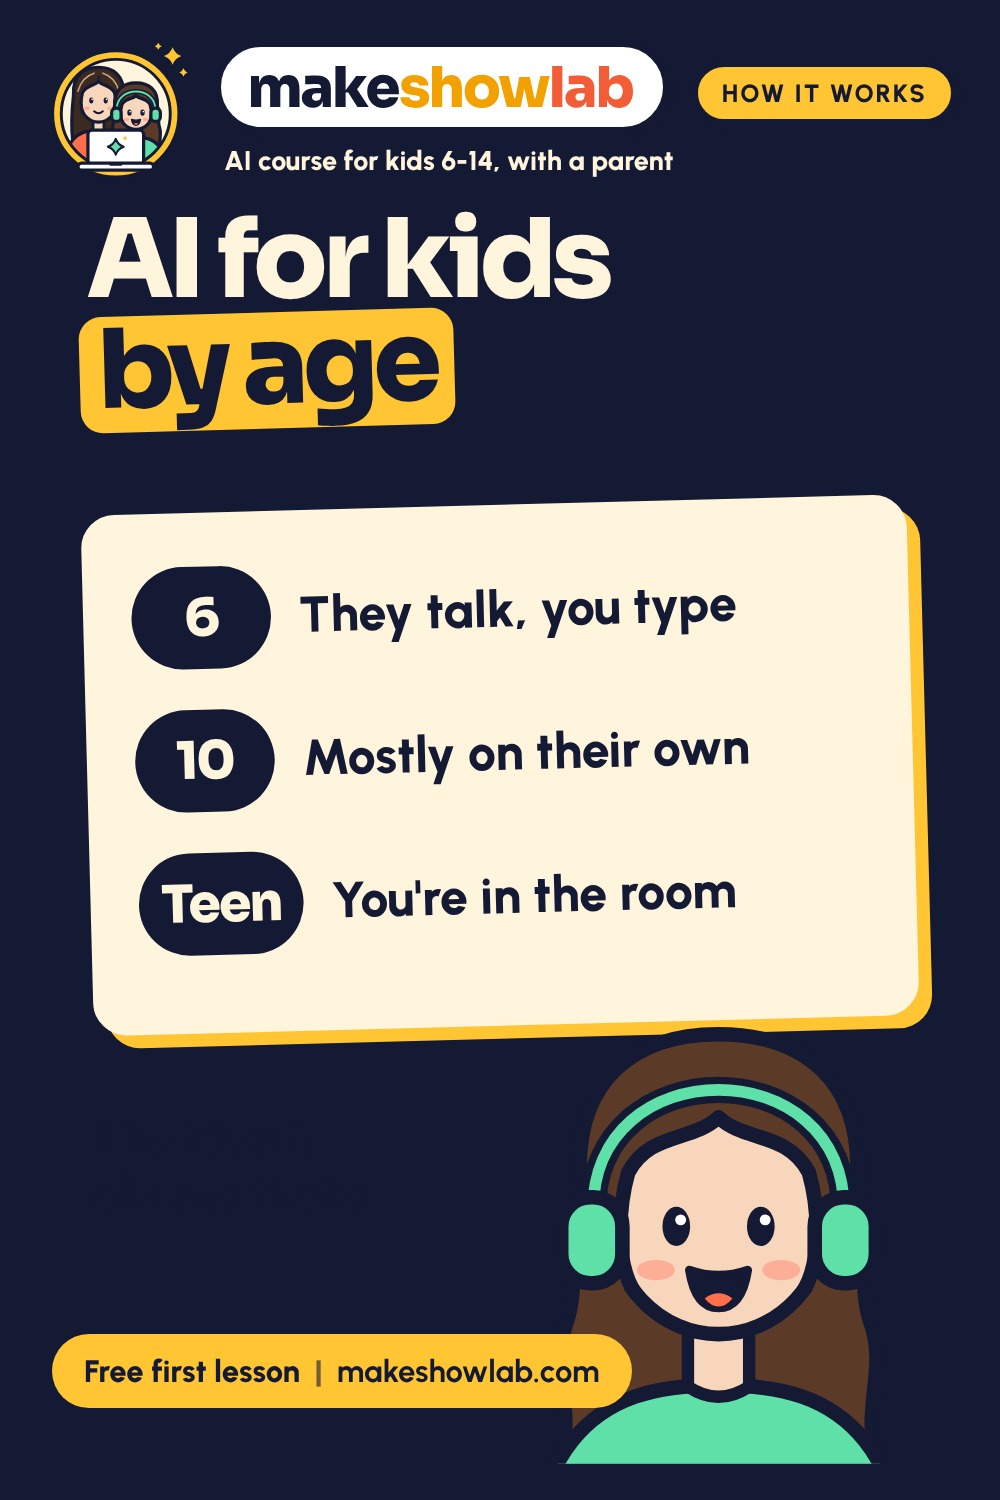 makeshowlab
HOW IT WORKS
AI course for kids 6-14, with a parent
AI for kids
by age
6 They talk, you type
10 Mostly on their own
Teen You're in the room
Free first lesson | makeshowlab.com